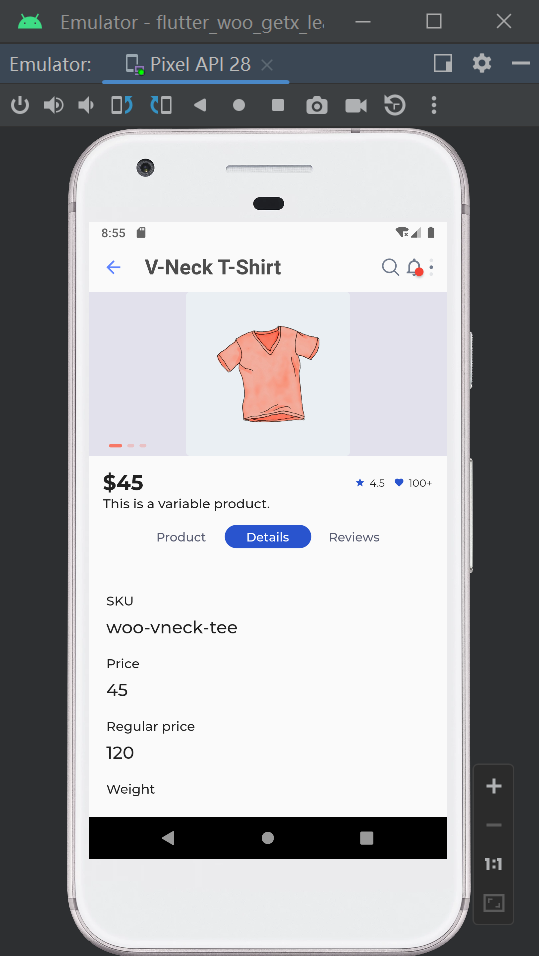 Emulator - flutter_woo_getx_le
Emulator: Pixel API 28
8:55
V-Neck T-Shirt
$45 4.5 100+
This is a variable product.
Product Details Reviews
SKU
woo-vneck-tee
Price
45
Regular price
120
Weight
1:1